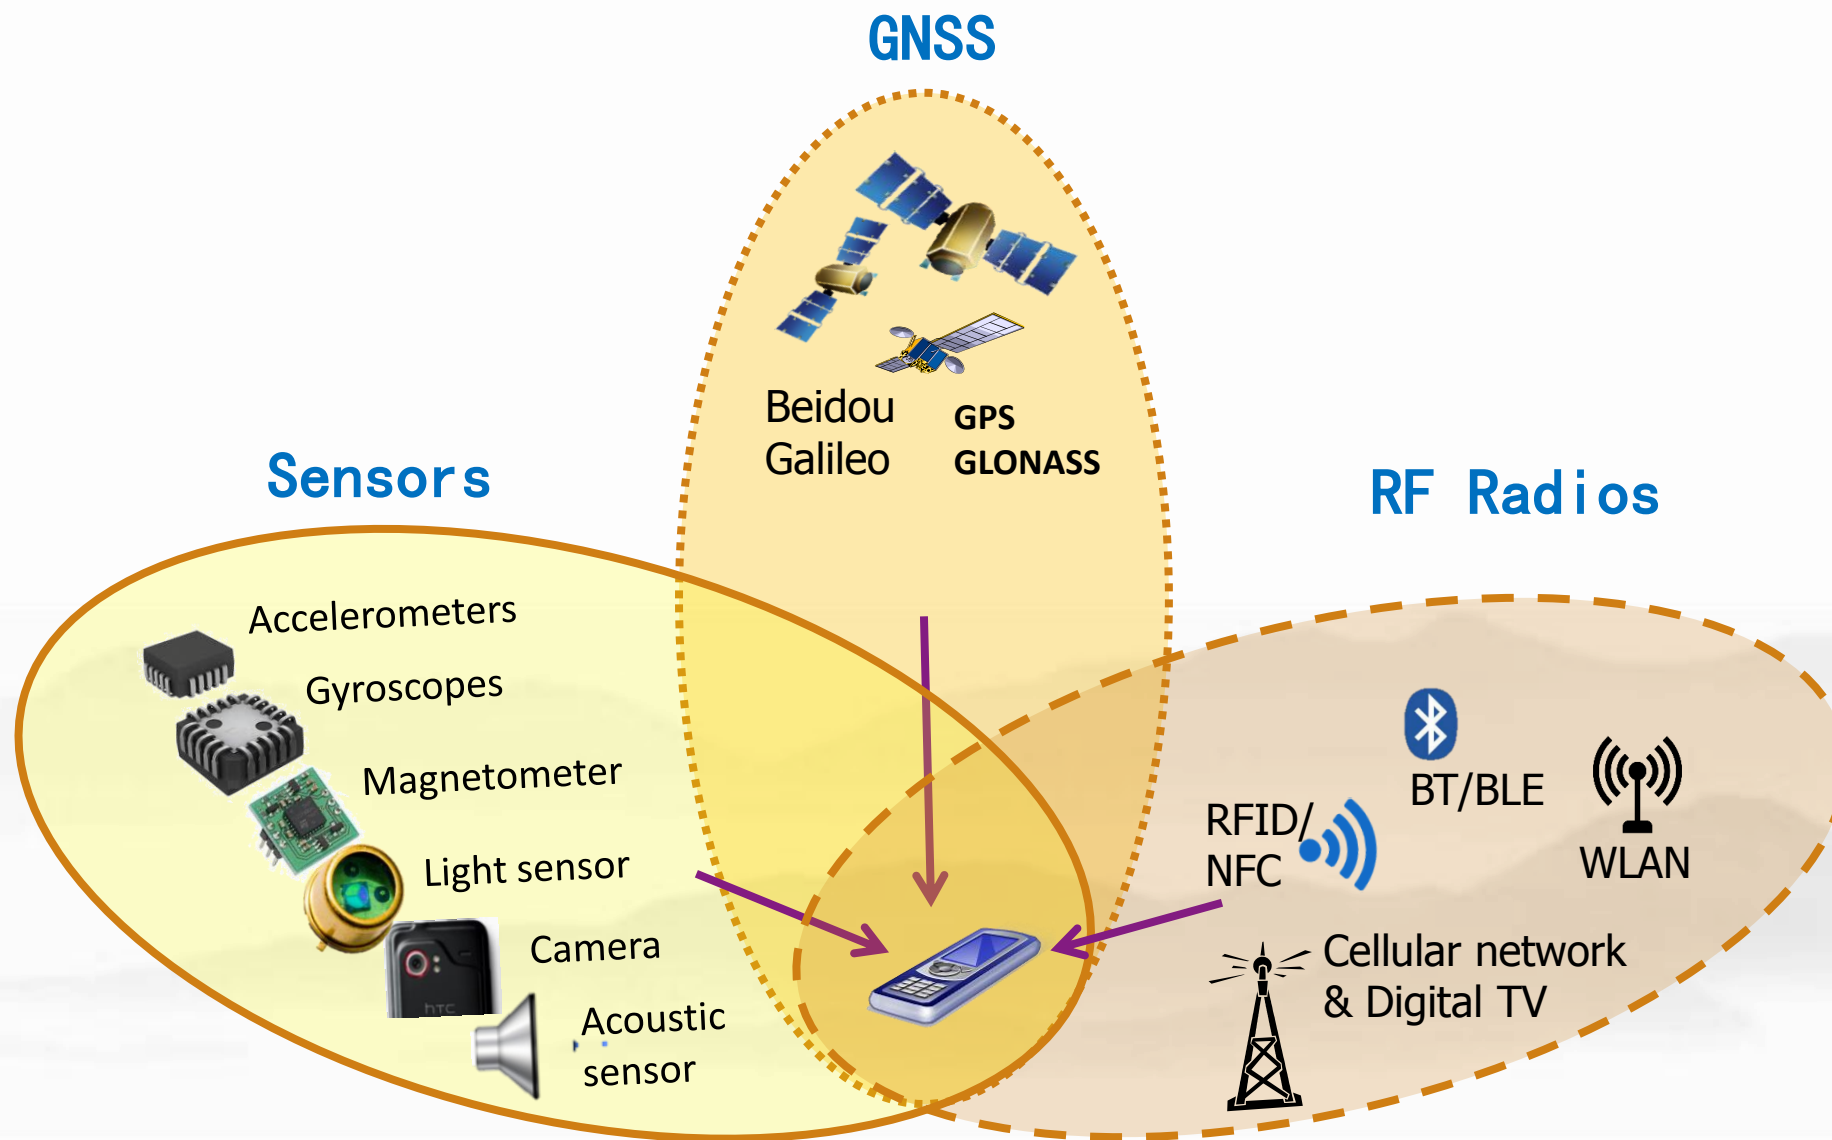 GNSS
Beidou
Galileo
GPS
GLONASS
Sensors
Accelerometers
Gyroscopes
Magnetometer
Light sensor
Camera
hTC
Acoustic
sensor
RF Radios
BT/BLE
RFID/
NFC
WLAN
Cellular network
& Digital TV